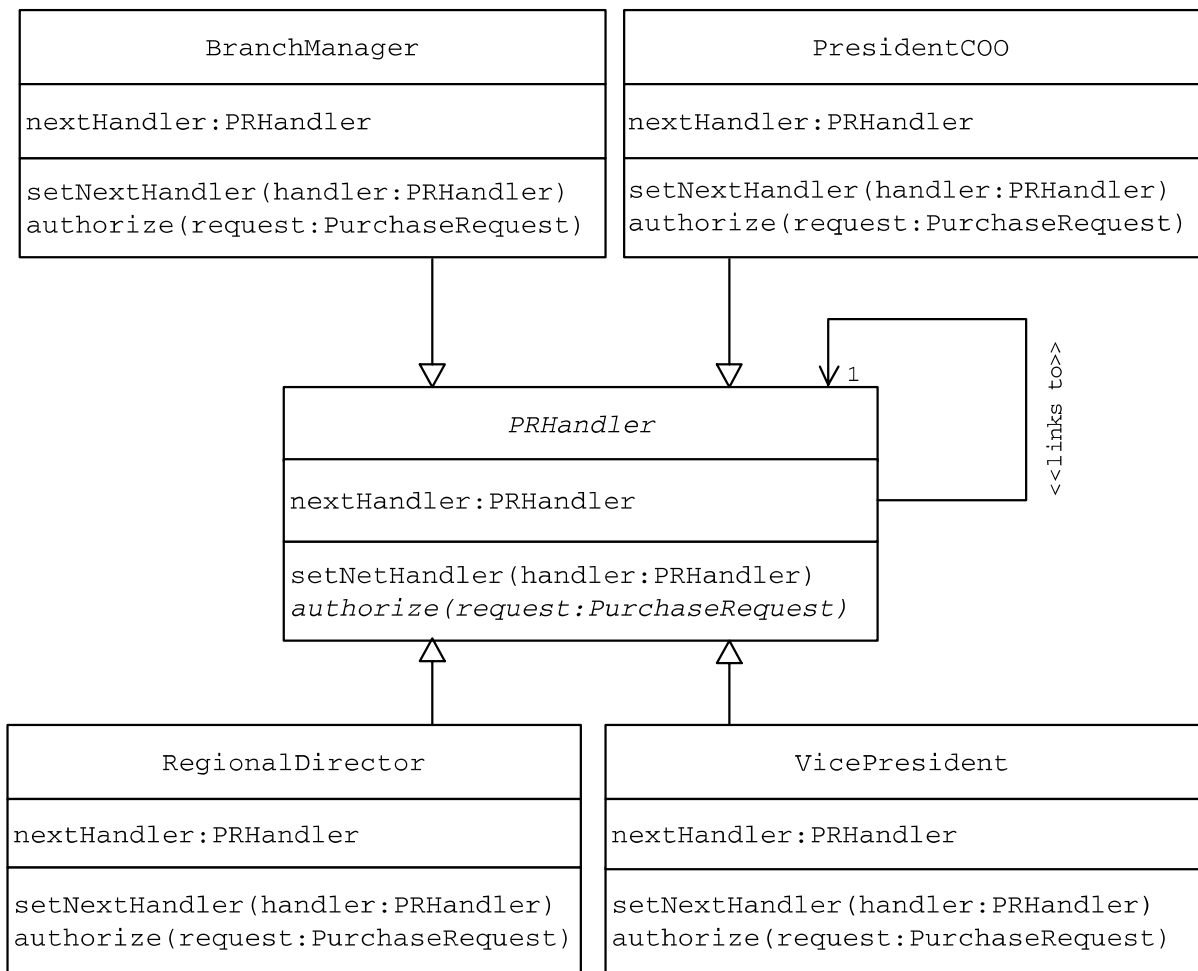 BranchManager
nextHandler:PRHandler
setNextHandler(handler:PRHandler)
authorize(request:PurchaseRequest)
PresidentCOO
nextHandler:PRHandler
setNextHandler(handler:PRHandler)
authorize(request:PurchaseRequest)
1
<<links to>>
PRHandler
nextHandler:PRHandler
setNetHandler(handler:PRHandler)
authorize(request:PurchaseRequest)
RegionalDirector
nextHandler:PRHandler
setNextHandler(handler:PRHandler)
authorize(request:PurchaseRequest)
VicePresident
nextHandler:PRHandler
setNextHandler(handler:PRHandler)
authorize(request:PurchaseRequest)